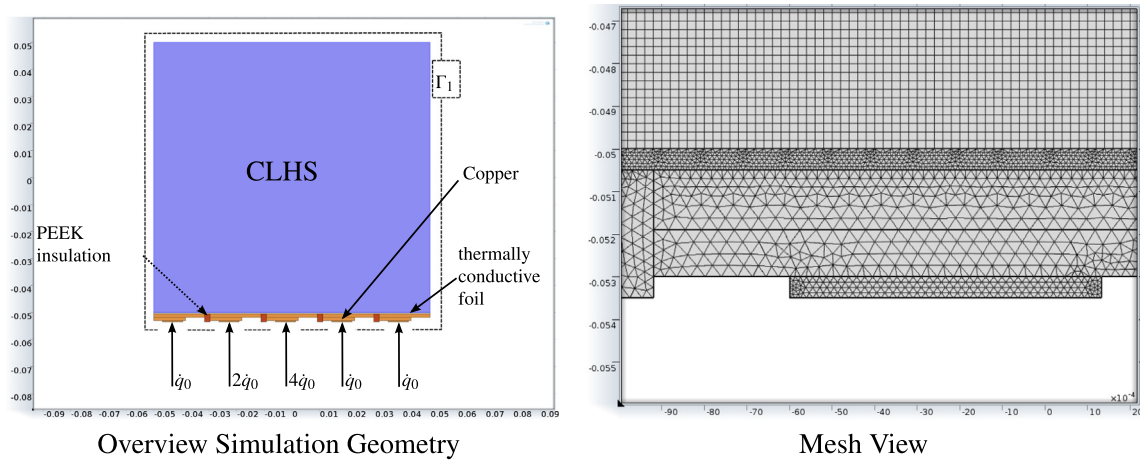 0.05
0.04
0.03
0.02
0.01
0
-0.01
-0.02
-0.03
-0.04
-0.05
-0.06
-0.07
-0.08
Γ₁
CLHS
Copper
PEEK
insulation
thermally
conductive
foil
q̇₀ 2q̇₀ 4q̇₀ q̇₀ q̇₀
-0.09 -0.08 -0.07 -0.06 -0.05 -0.04 -0.03 -0.02 -0.01 0 0.01 0.02 0.03 0.04 0.05 0.06 0.07 0.08 0.09
Overview Simulation Geometry
-0.047
-0.048
-0.049
-0.05
-0.051
-0.052
-0.053
-0.054
-0.055
×10⁻⁴
-90 -80 -70 -60 -50 -40 -30 -20 -10 0 10 20
Mesh View